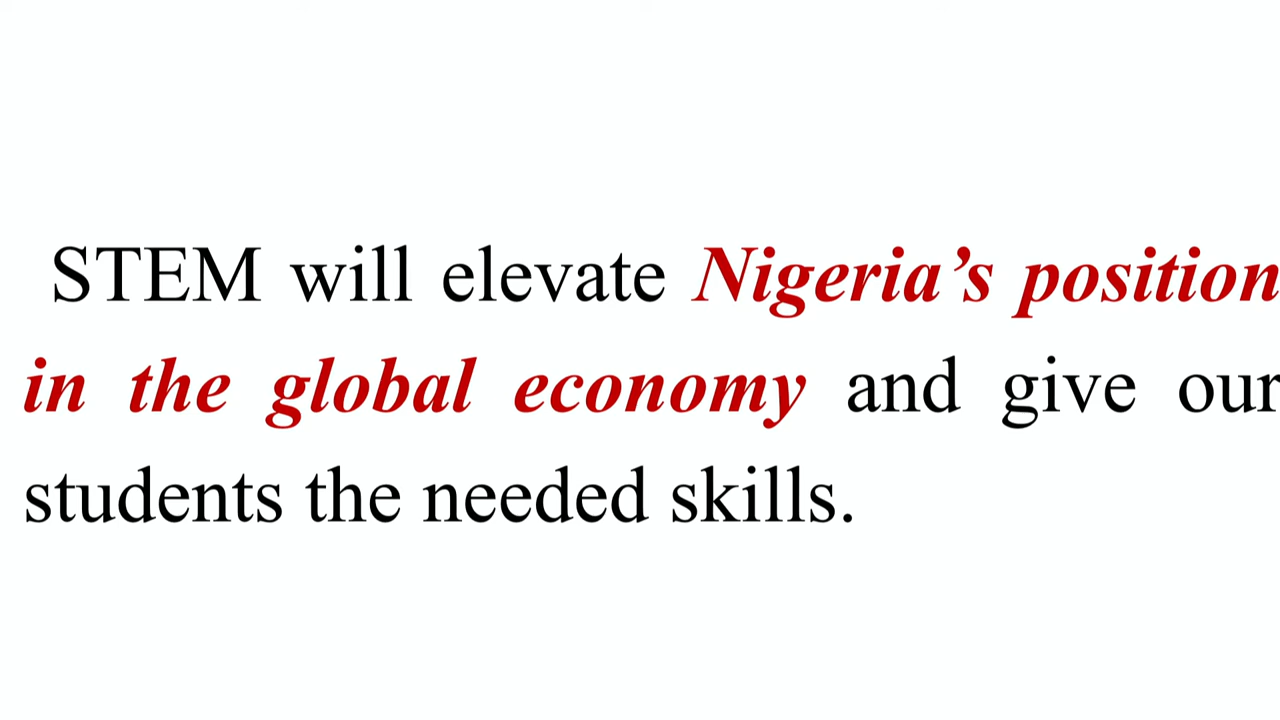 STEM will elevate Nigeria’s position
in the global economy and give our
students the needed skills.